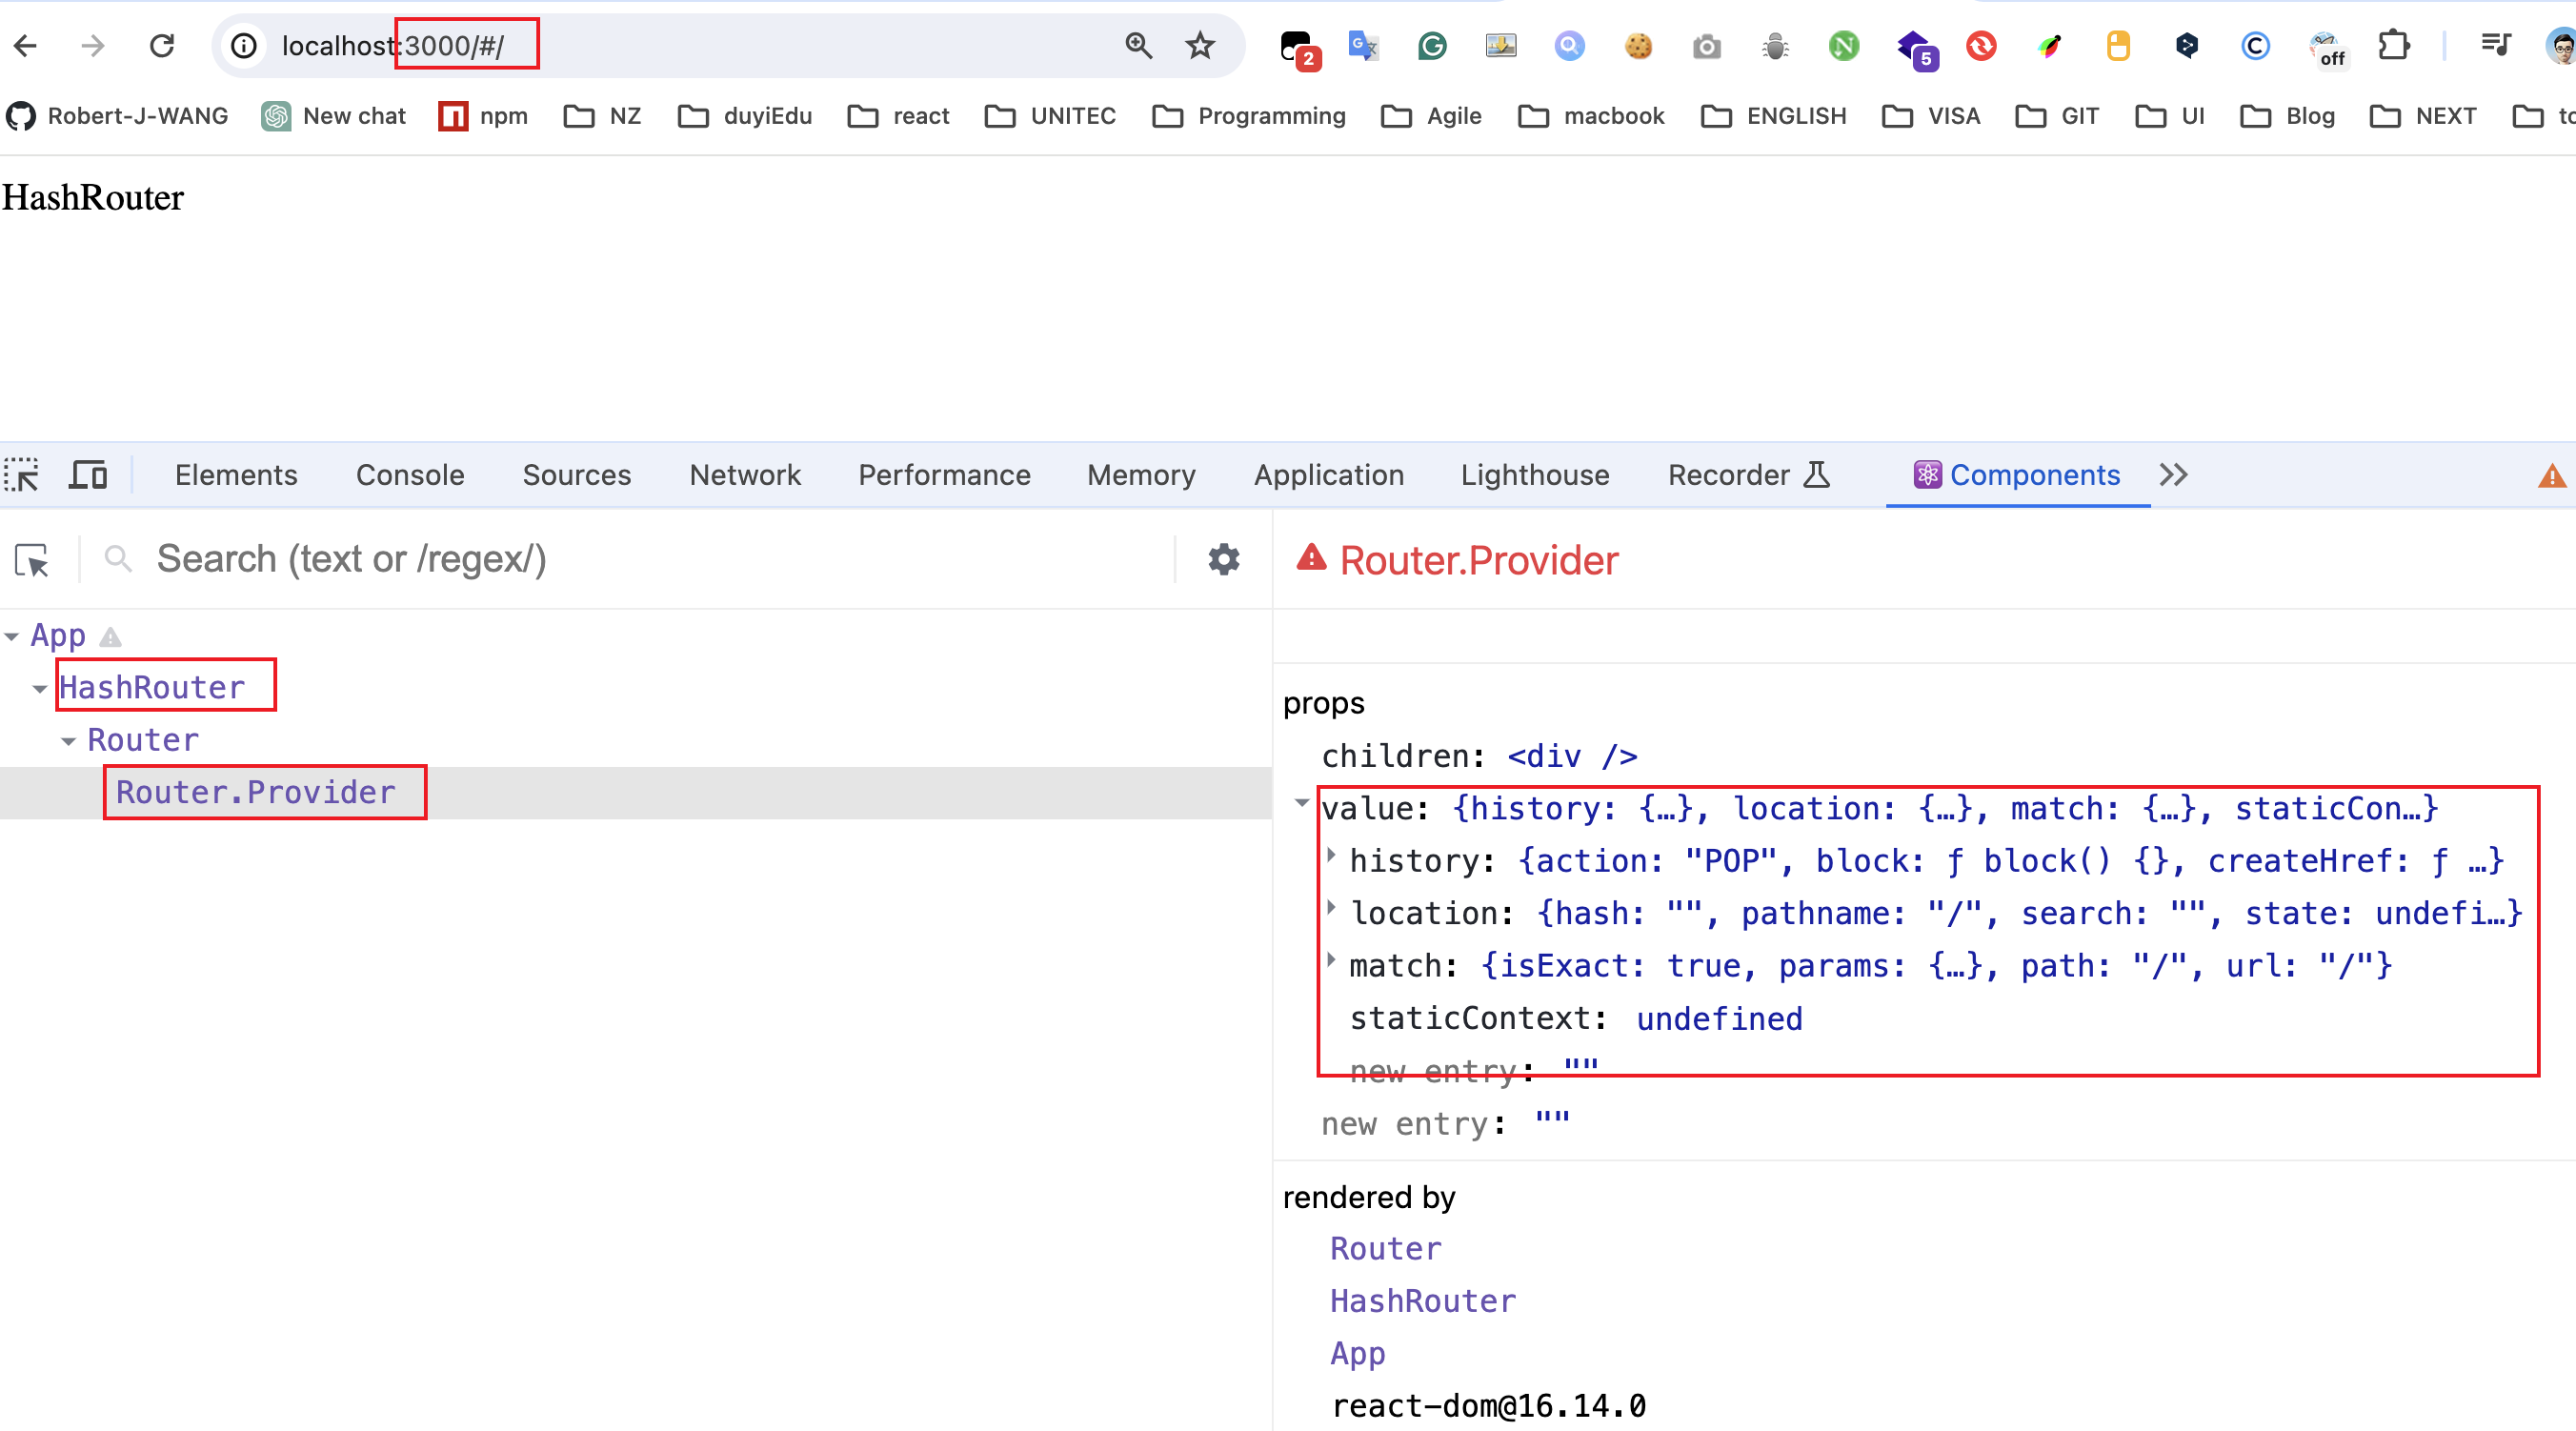 localhost:3000/#/
2
5
off
Robert-J-WANG New chat npm NZ duyiEdu react UNITEC Programming Agile macbook ENGLISH VISA GIT UI Blog NEXT
HashRouter
Elements Console Sources Network Performance Memory Application Lighthouse Recorder Components
Search (text or /regex/)
Router.Provider
App
HashRouter
Router
Router.Provider
props
children: <div />
value: {history: {…}, location: {…}, match: {…}, staticCon…}
history: {action: "POP", block: ƒ block() {}, createHref: ƒ …}
location: {hash: "", pathname: "/", search: "", state: undefi…}
match: {isExact: true, params: {…}, path: "/", url: "/"}
staticContext: undefined
new entry: ""
new entry: ""
rendered by
Router
HashRouter
App
react-dom@16.14.0